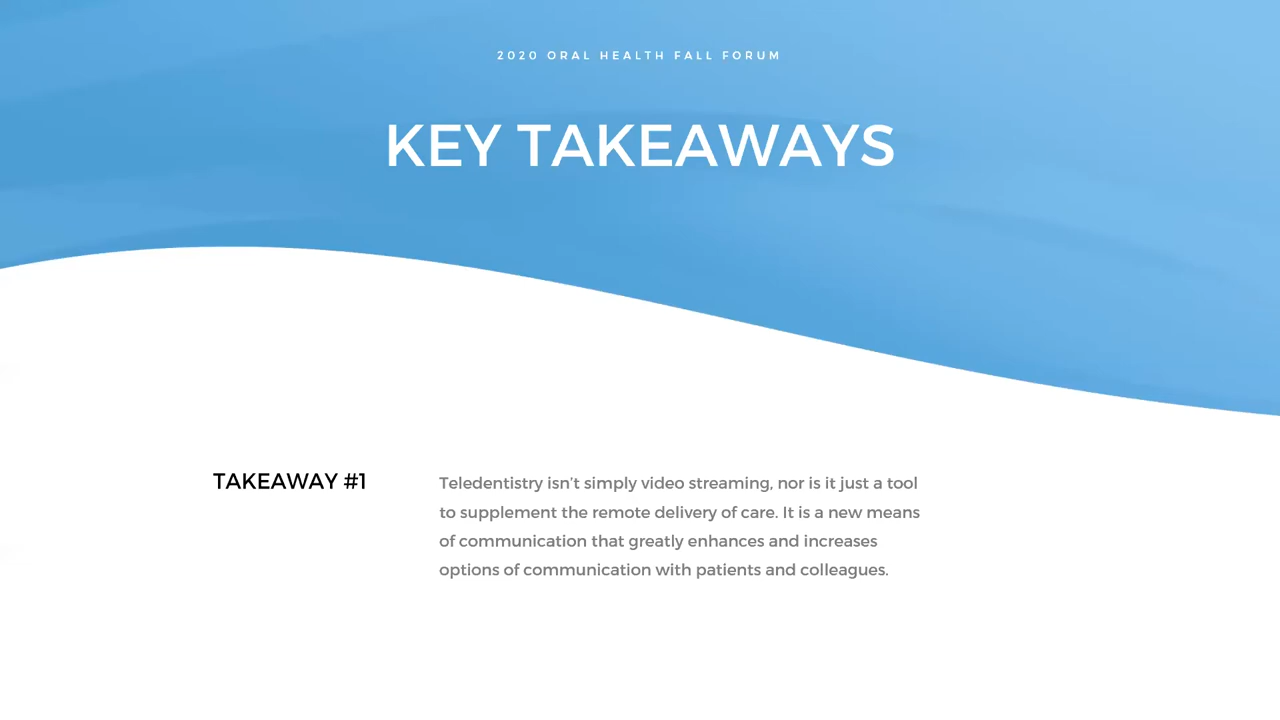 2020 ORAL HEALTH FALL FORUM
KEY TAKEAWAYS
TAKEAWAY #1
Teledentistry isn't simply video streaming, nor is it just a tool
to supplement the remote delivery of care. It is a new means
of communication that greatly enhances and increases
options of communication with patients and colleagues.